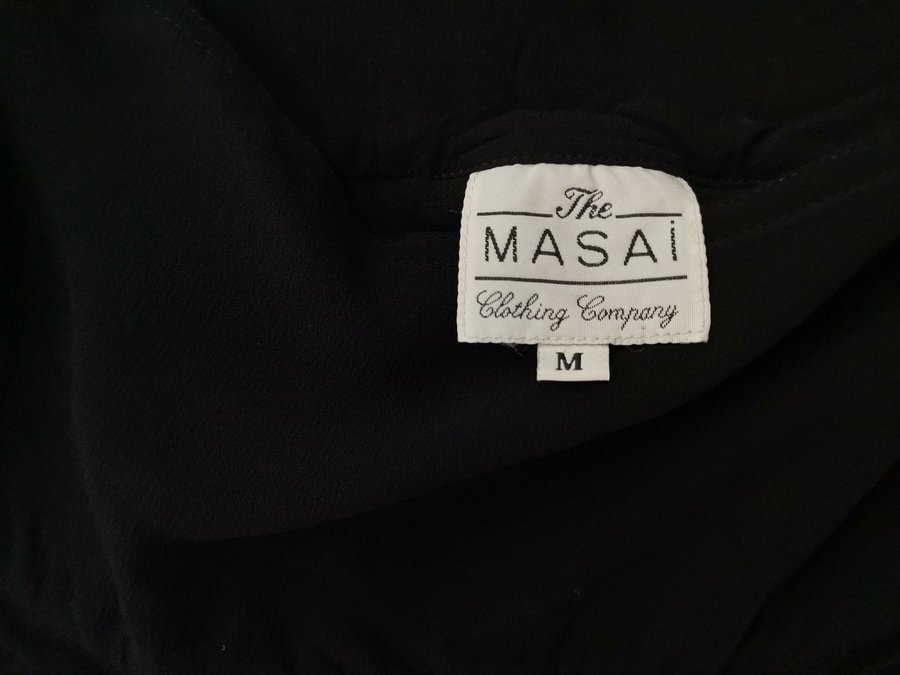 The
MASAi
Clothing Company
M